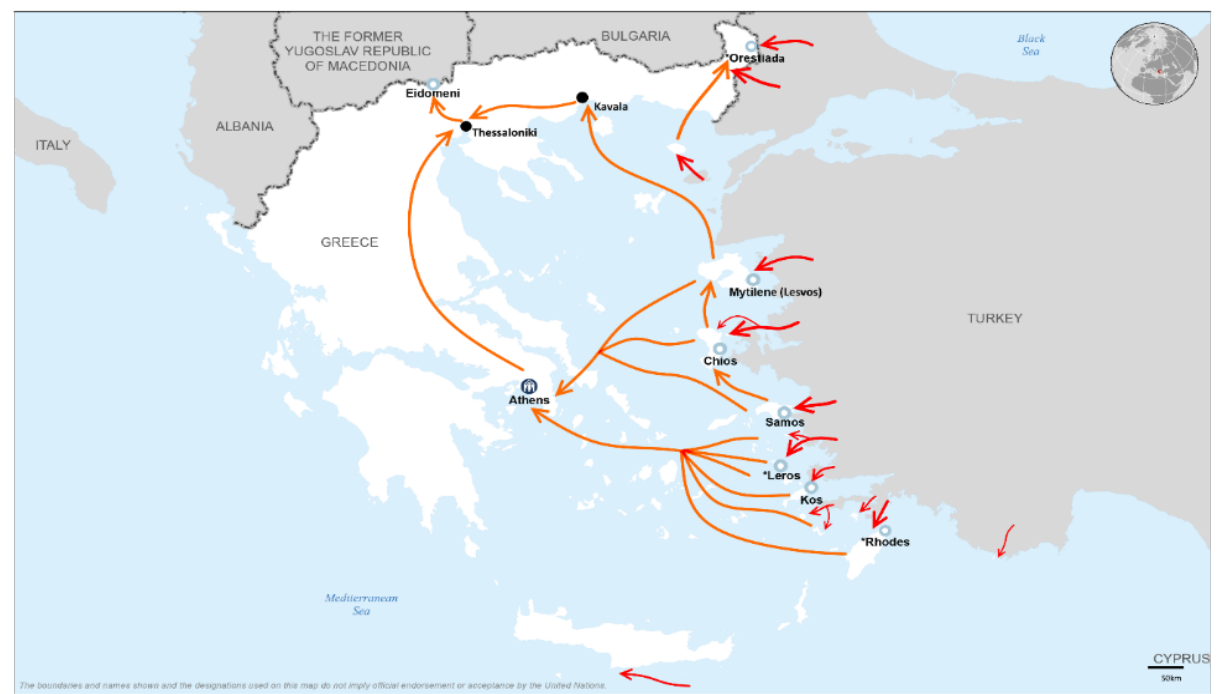 THE FORMER
YUGOSLAV REPUBLIC
OF MACEDONIA
BULGARIA
Black
Sea
*Orestiada
Eidomeni
Kavala
ALBANIA
Thessaloniki
ITALY
GREECE
Mytilene (Lesvos)
TURKEY
Chios
Athens
Samos
*Leros
Kos
*Rhodes
Mediterranean
Sea
CYPRUS
50km
The boundaries and names shown and the designations used on this map do not imply official endorsement or acceptance by the United Nations.